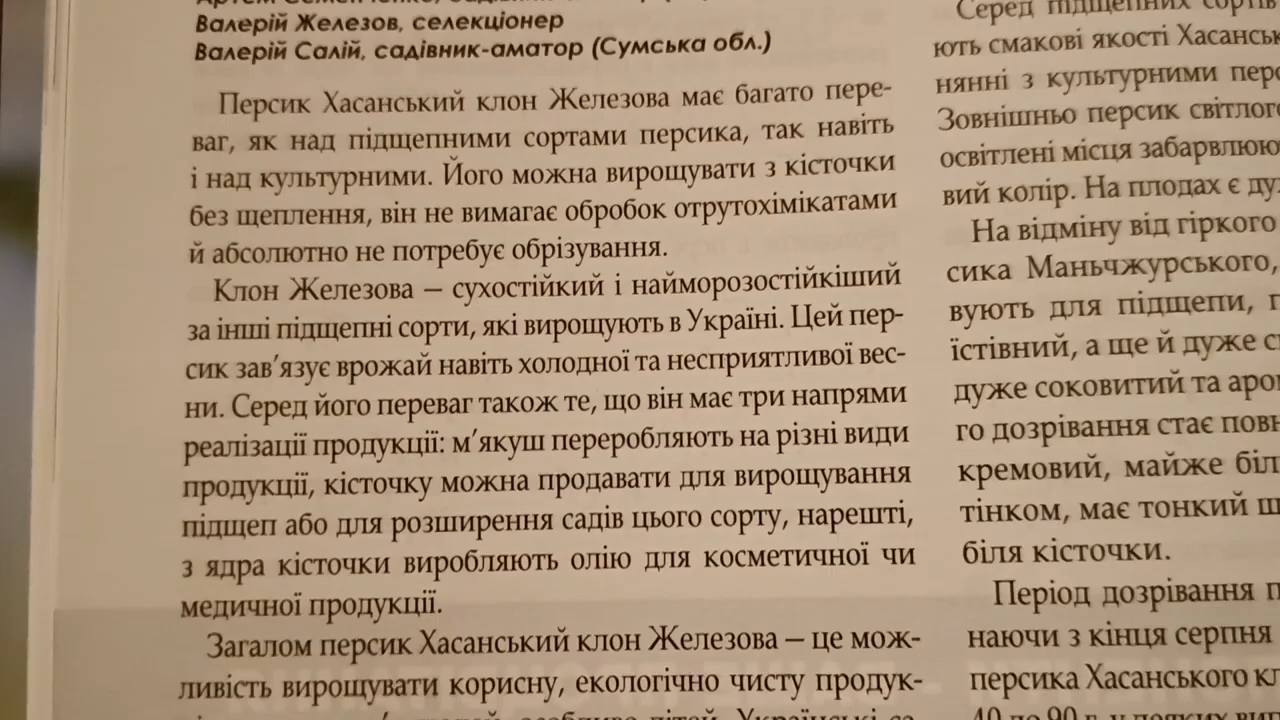 Валерій Железов, селекціонер
Валерій Салій, садівник-аматор (Сумська обл.)
Персик Хасанський клон Железова має багато пере-
ваг, як над підщепними сортами персика, так навіть
і над культурними. Його можна вирощувати з кісточки
без щеплення, він не вимагає обробок отрутохімікатами
й абсолютно не потребує обрізування.
Клон Железова – сухостійкий і найморозостійкіший
за інші підщепні сорти, які вирощують в Україні. Цей пер-
сик зав’язує врожай навіть холодної та несприятливої вес-
ни. Серед його переваг також те, що він має три напрями
реалізації продукції: м’якуш переробляють на різні види
продукції, кісточку можна продавати для вирощування
підщеп або для розширення садів цього сорту, нарешті,
з ядра кісточки виробляють олію для косметичної чи
медичної продукції.
Загалом персик Хасанський клон Железова – це мож-
ливість вирощувати корисну, екологічно чисту продук-
Серед підщепних сортів
ють смакові якості Хасанськ
нянні з культурними перс
Зовнішньо персик світлог
освітлені місця забарвлюю
вий колір. На плодах є ду
На відміну від гіркого
сика Маньчжурського,
вують для підщепи, п
їстівний, а ще й дуже с
дуже соковитий та аро
го дозрівання стає пов
кремовий, майже біл
тінком, має тонкий ш
біля кісточки.
Період дозрівання п
наючи з кінця серпня
персика Хасанського кл